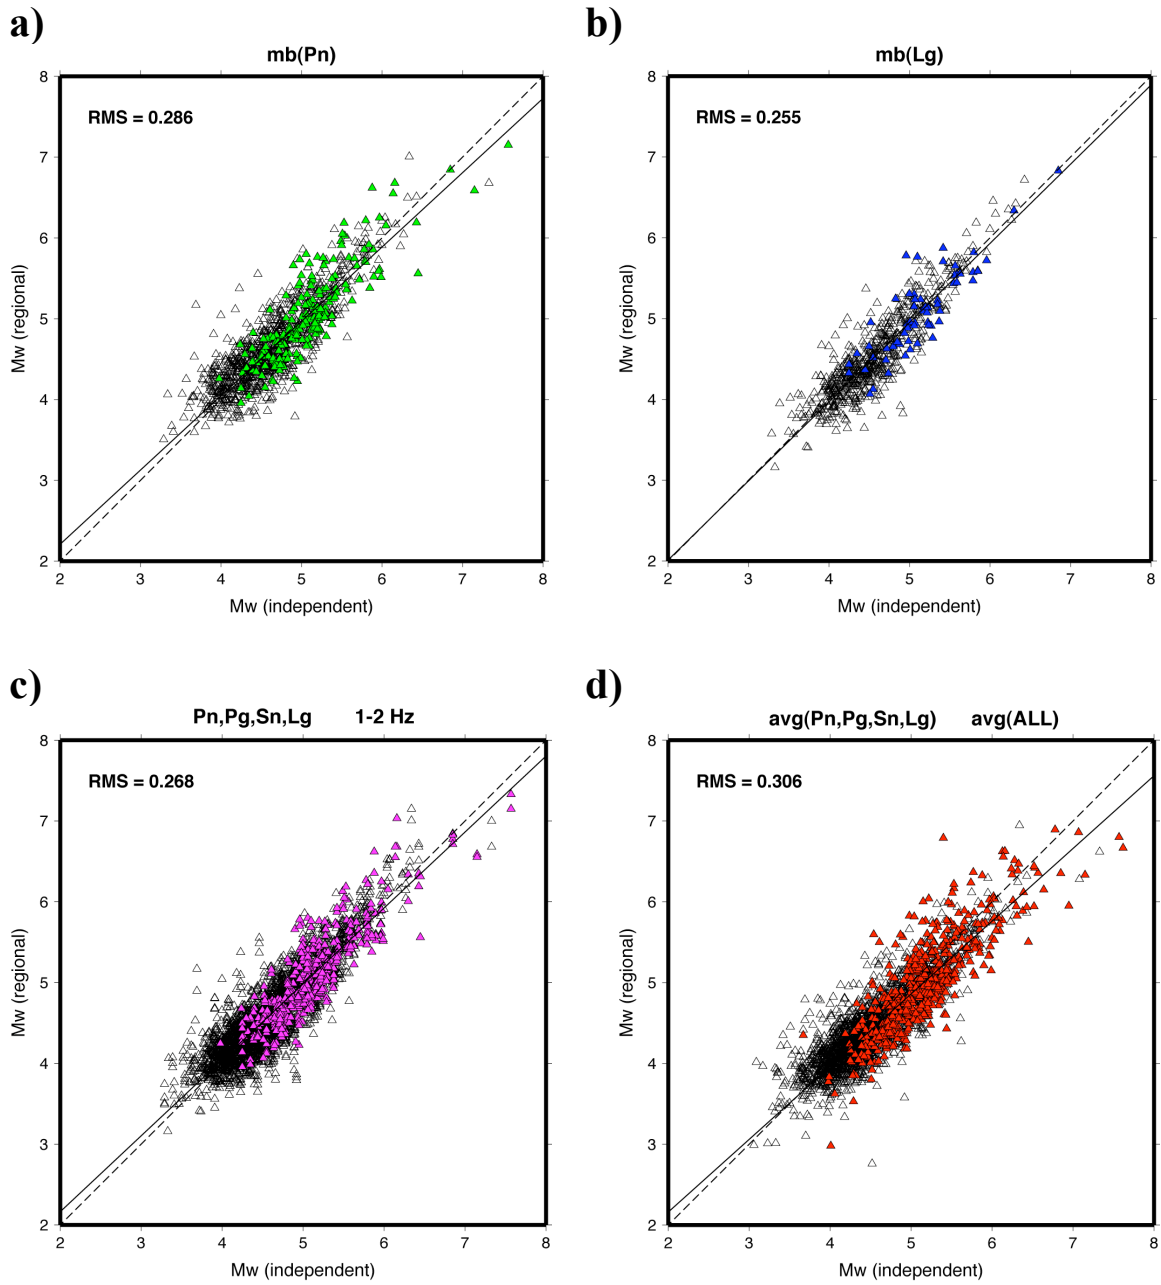 a)
mb(Pn)
RMS = 0.286
8
7
6
5
4
3
2
Mw (regional)
2 3 4 5 6 7 8
Mw (independent)
b)
mb(Lg)
RMS = 0.255
8
7
6
5
4
3
2
Mw (regional)
2 3 4 5 6 7 8
Mw (independent)
c)
Pn,Pg,Sn,Lg 1-2 Hz
RMS = 0.268
8
7
6
5
4
3
2
Mw (regional)
2 3 4 5 6 7 8
Mw (independent)
d)
avg(Pn,Pg,Sn,Lg) avg(ALL)
RMS = 0.306
8
7
6
5
4
3
2
Mw (regional)
2 3 4 5 6 7 8
Mw (independent)